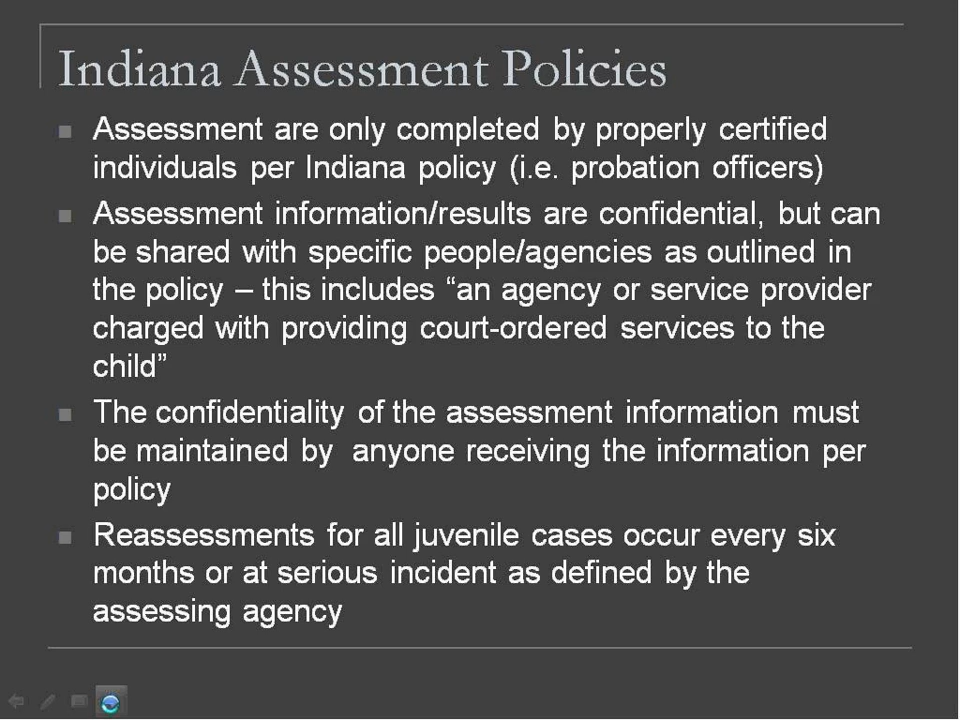 Indiana Assessment Policies
Assessment are only completed by properly certified
individuals per Indiana policy (i.e. probation officers)
Assessment information/results are confidential, but can
be shared with specific people/agencies as outlined in
the policy – this includes “an agency or service provider
charged with providing court-ordered services to the
child”
The confidentiality of the assessment information must
be maintained by  anyone receiving the information per
policy
Reassessments for all juvenile cases occur every six
months or at serious incident as defined by the
assessing agency